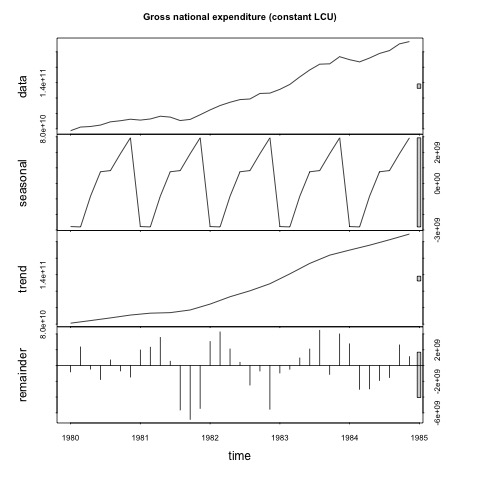 Gross national expenditure (constant LCU)
data
8.0e+10
1.4e+11
seasonal
-3e+09
0e+00
2e+09
trend
8.0e+10
1.4e+11
remainder
-6e+09
-2e+09
2e+09
1980
1981
1982
1983
1984
1985
time